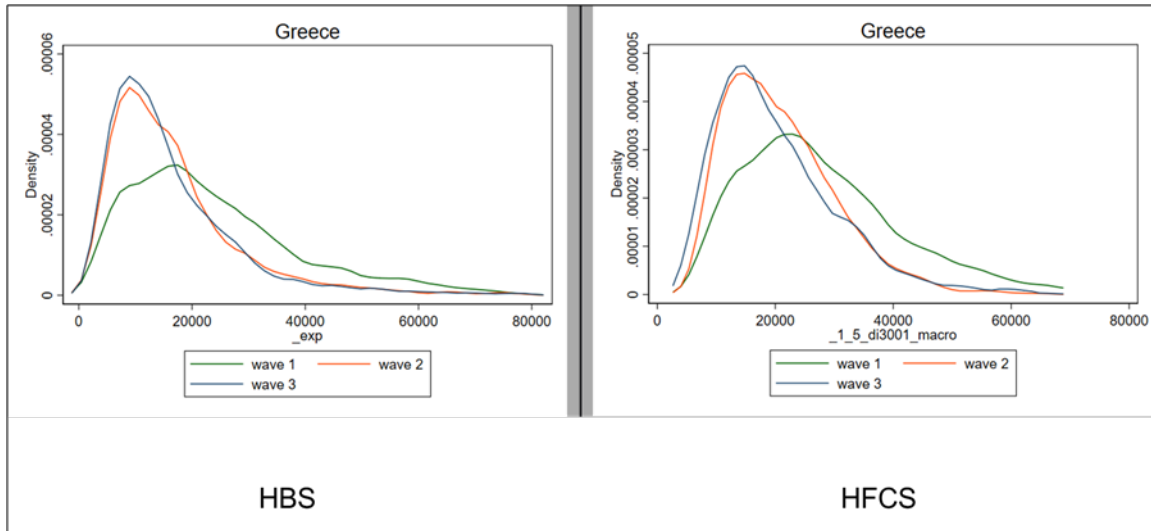 Greece
Density
0 .00002 .00004 .00006
0 20000 40000 60000 80000
_exp
wave 1 wave 2
wave 3
Greece
Density
0 .00001 .00002 .00003 .00004 .00005
0 20000 40000 60000 80000
_1_5_di3001_macro
wave 1 wave 2
wave 3
HBS
HFCS